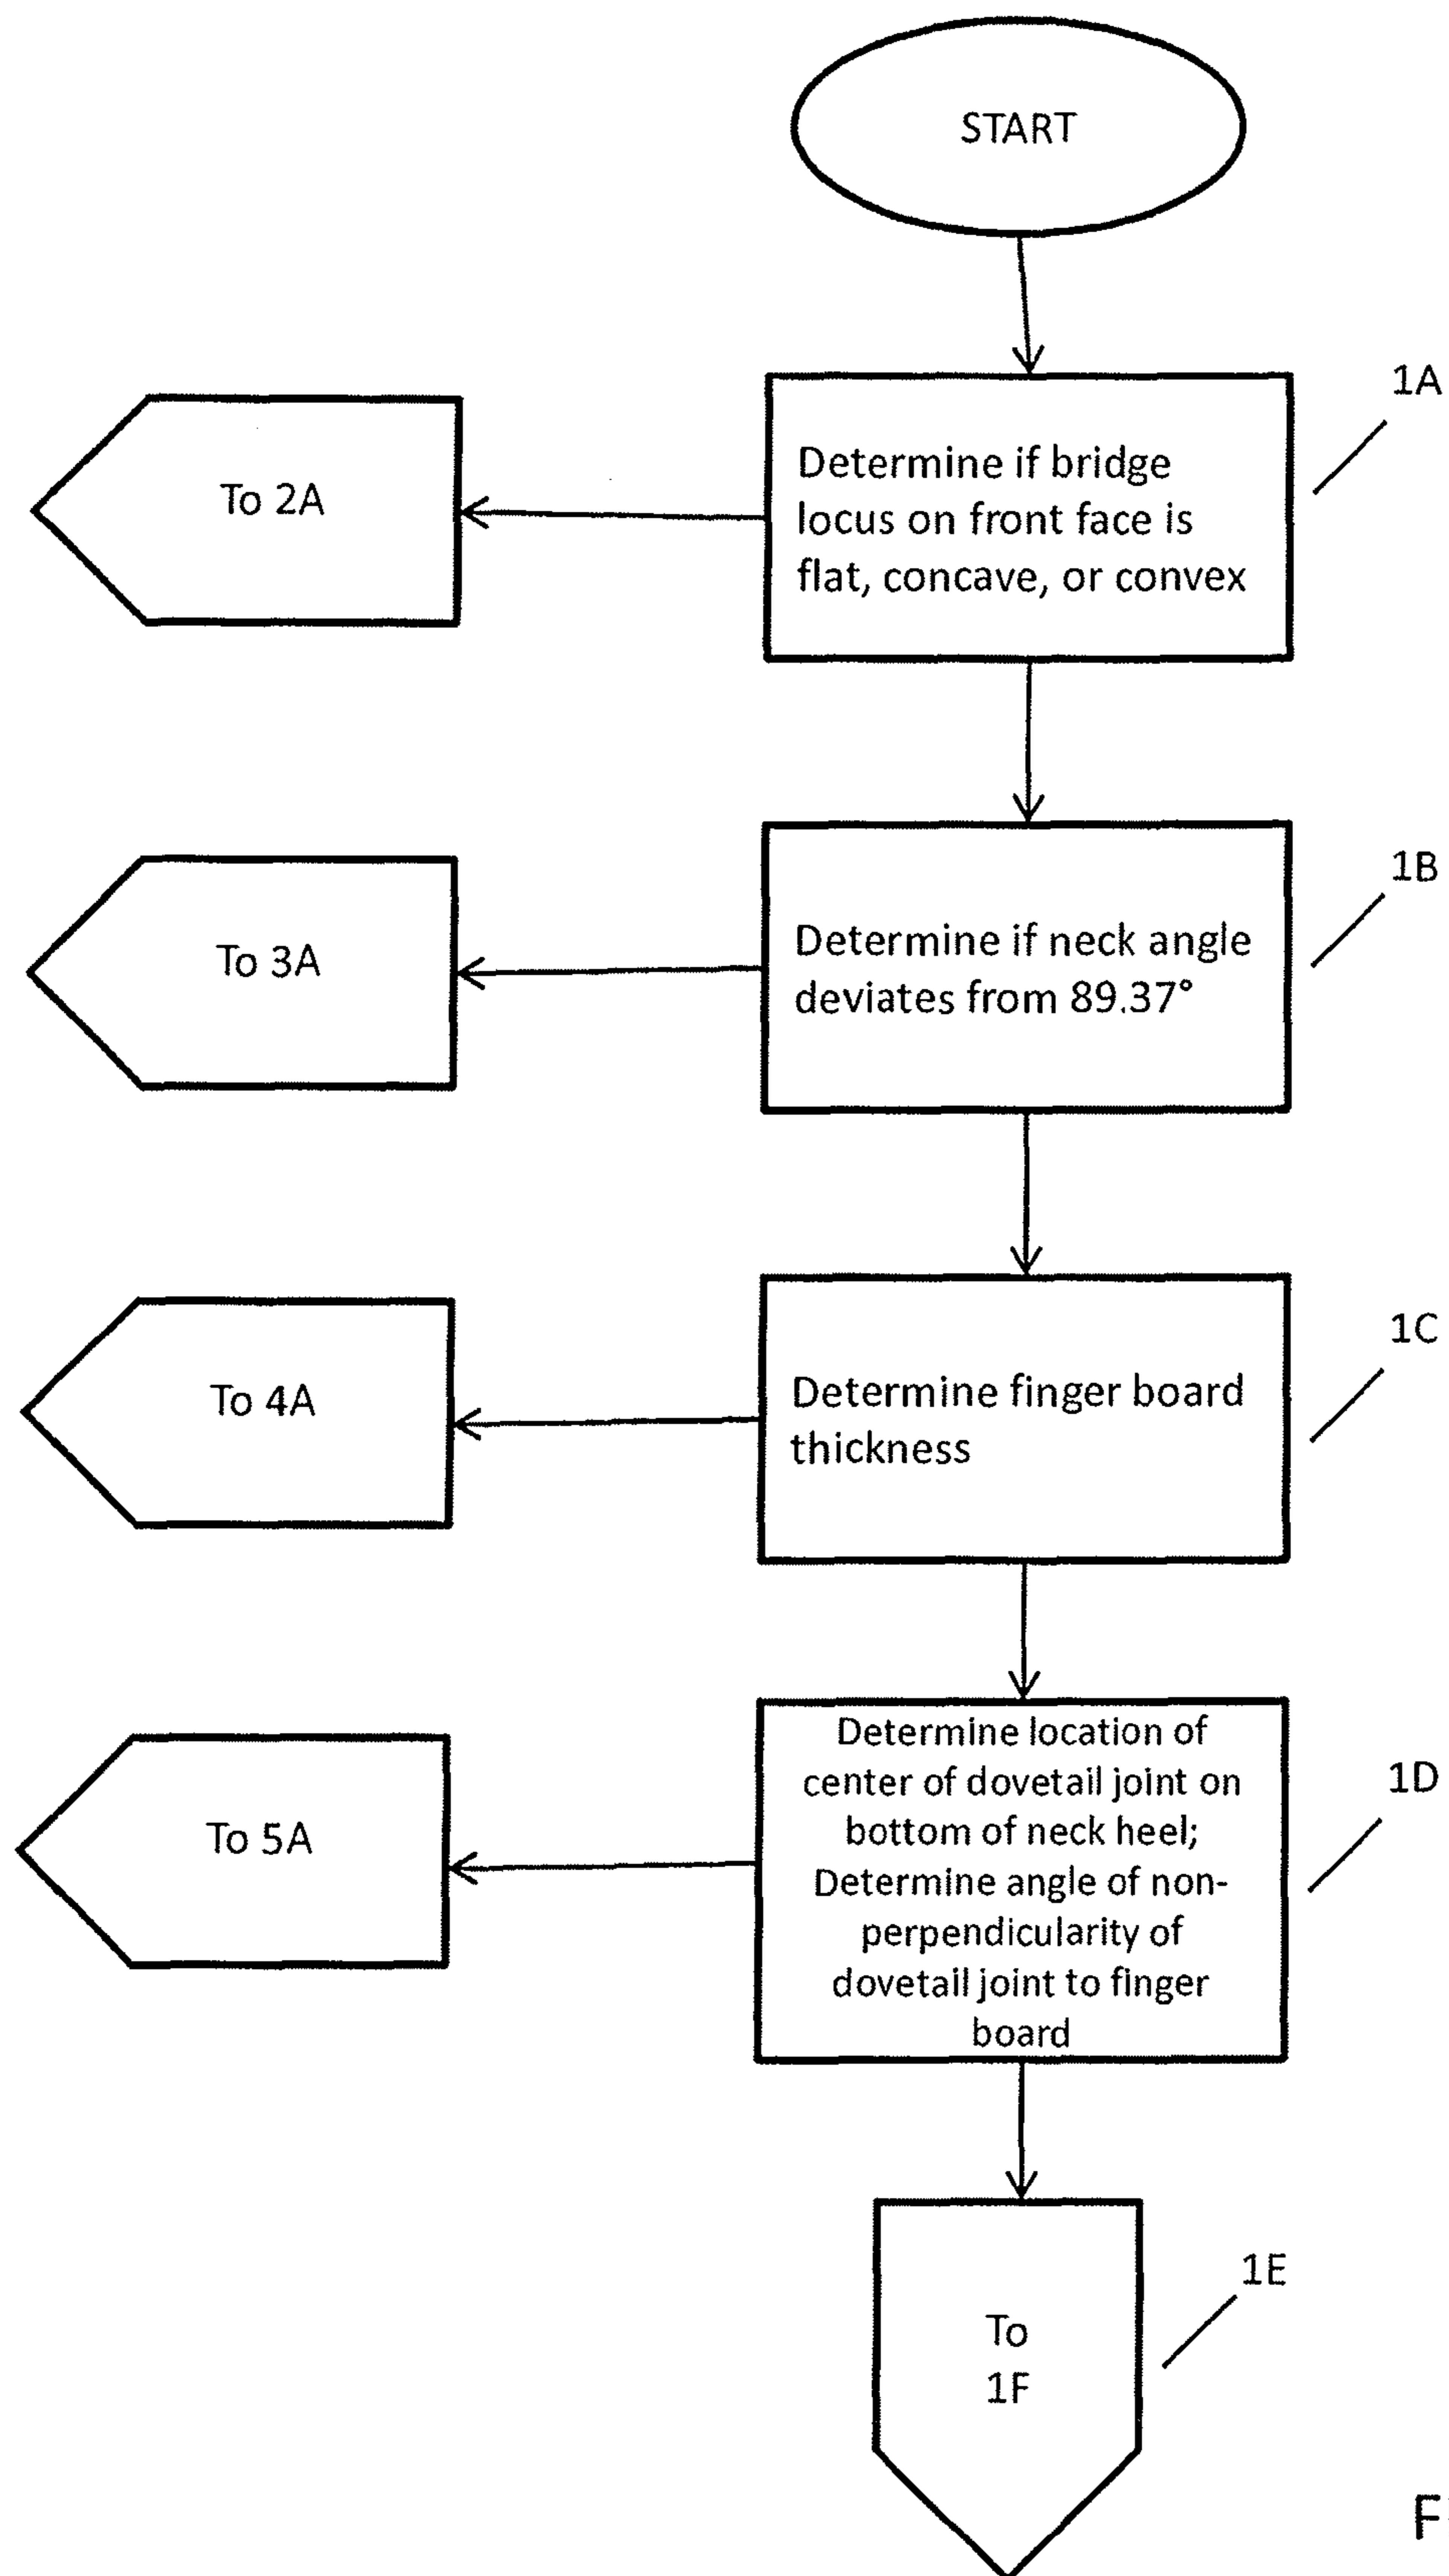 START
1A
Determine if bridge
locus on front face is
flat, concave, or convex
To 2A
1B
Determine if neck angle
deviates from 89.37°
To 3A
1C
Determine finger board
thickness
To 4A
1D
Determine location of
center of dovetail joint on
bottom of neck heel;
Determine angle of non-
perpendicularity of
dovetail joint to finger
board
To 5A
1E
To
1F
F